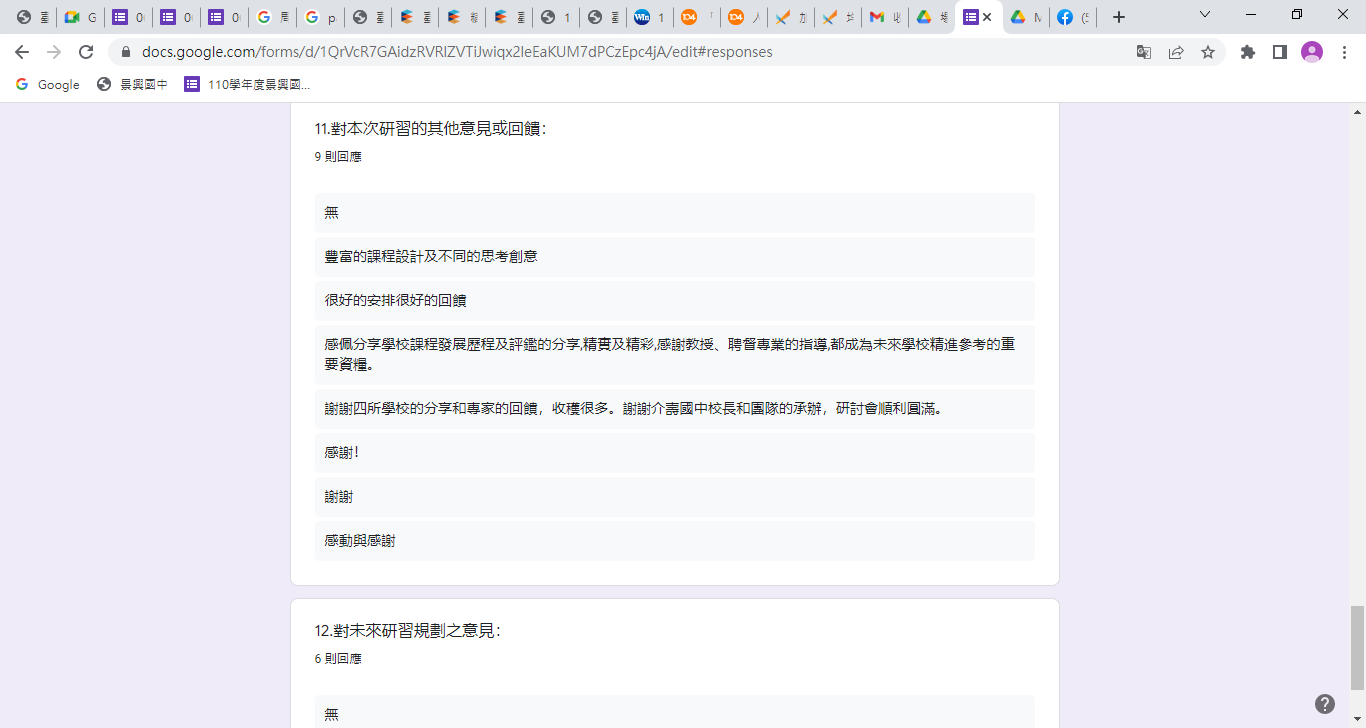 docs.google.com/forms/d/1QrVcR7GAidzRVRlZVTiJwiqx2IeEaKUM7dPCzEpc4jA/edit#responses
Google 景興國中 110學年度景興國...
11.對本次研習的其他意見或回饋：
9 則回應
無
豐富的課程設計及不同的思考創意
很好的安排很好的回饋
感佩分享學校課程發展歷程及評鑑的分享,精實及精彩,感謝教授、聘督專業的指導,都成為未來學校精進參考的重
要資糧。
謝謝四所學校的分享和專家的回饋，收穫很多。謝謝介壽國中校長和團隊的承辦，研討會順利圓滿。
感謝！
謝謝
感動與感謝
12.對未來研習規劃之意見：
6 則回應
無